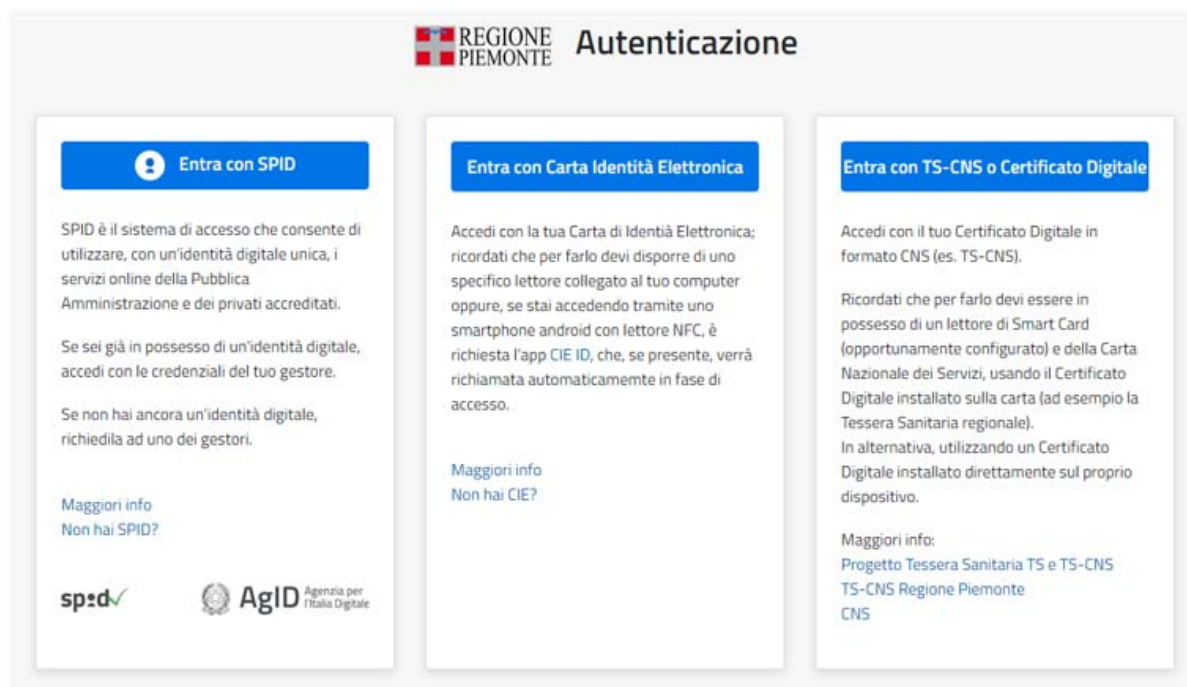 REGIONE
PIEMONTE
Autenticazione
Entra con SPID
SPID è il sistema di accesso che consente di
utilizzare, con un'identità digitale unica, i
servizi online della Pubblica
Amministrazione e dei privati accreditati.
Se sei già in possesso di un'identità digitale,
accedi con le credenziali del tuo gestore.
Se non hai ancora un'identità digitale,
richiedila ad uno dei gestori.
Maggiori info
Non hai SPID?
spid
AgID Agenzia per
l'Italia Digitale
Entra con Carta Identità Elettronica
Accedi con la tua Carta di Identià Elettronica;
ricordati che per farlo devi disporre di uno
specifico lettore collegato al tuo computer
oppure, se stai accedendo tramite uno
smartphone android con lettore NFC, è
richiesta l'app CIE ID, che, se presente, verrà
richiamata automaticamemte in fase di
accesso.
Maggiori info
Non hai CIE?
Entra con TS-CNS o Certificato Digitale
Accedi con il tuo Certificato Digitale in
formato CNS (es. TS-CNS).
Ricordati che per farlo devi essere in
possesso di un lettore di Smart Card
(opportunamente configurato) e della Carta
Nazionale dei Servizi, usando il Certificato
Digitale installato sulla carta (ad esempio la
Tessera Sanitaria regionale).
In alternativa, utilizzando un Certificato
Digitale installato direttamente sul proprio
dispositivo.
Maggiori info:
Progetto Tessera Sanitaria TS e TS-CNS
TS-CNS Regione Piemonte
CNS